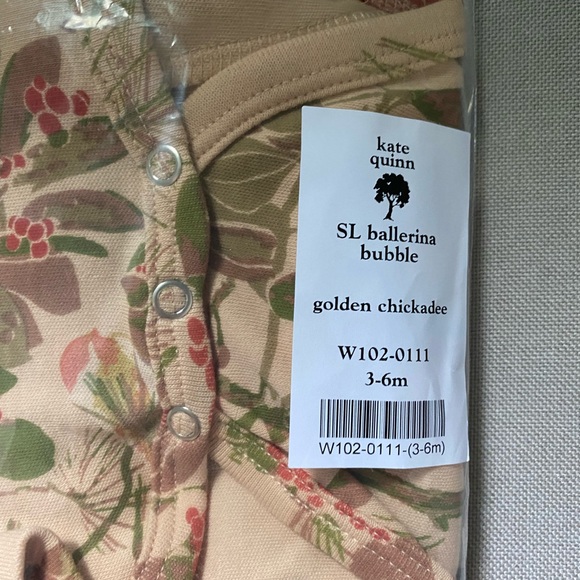 kate
quinn
SL ballerina
bubble
golden chickadee
W102-0111
3-6m
W102-0111-(3-6m)